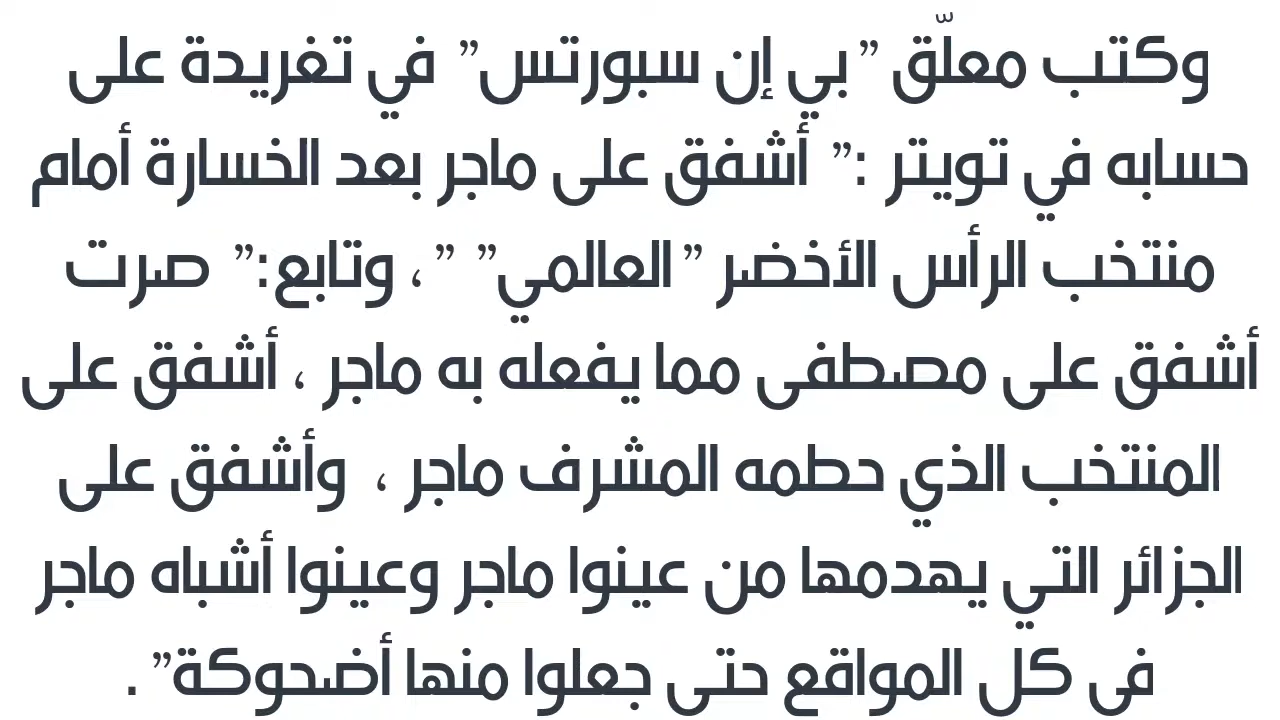 وكتب معلّق ”بي إن سبورتس” في تغريدة على
حسابه في تويتر :” أشفق على ماجر بعد الخسارة أمام
منتخب الرأس الأخضر ”العالمي” ”، وتابع:” صرت
أشفق على مصطفى مما يفعله به ماجر ، أشفق على
المنتخب الذي حطمه المشرف ماجر ، وأشفق على
الجزائر التي يهدمها من عينوا ماجر وعينوا أشباه ماجر
فى كل المواقع حتى جعلوا منها أضحوكة” .